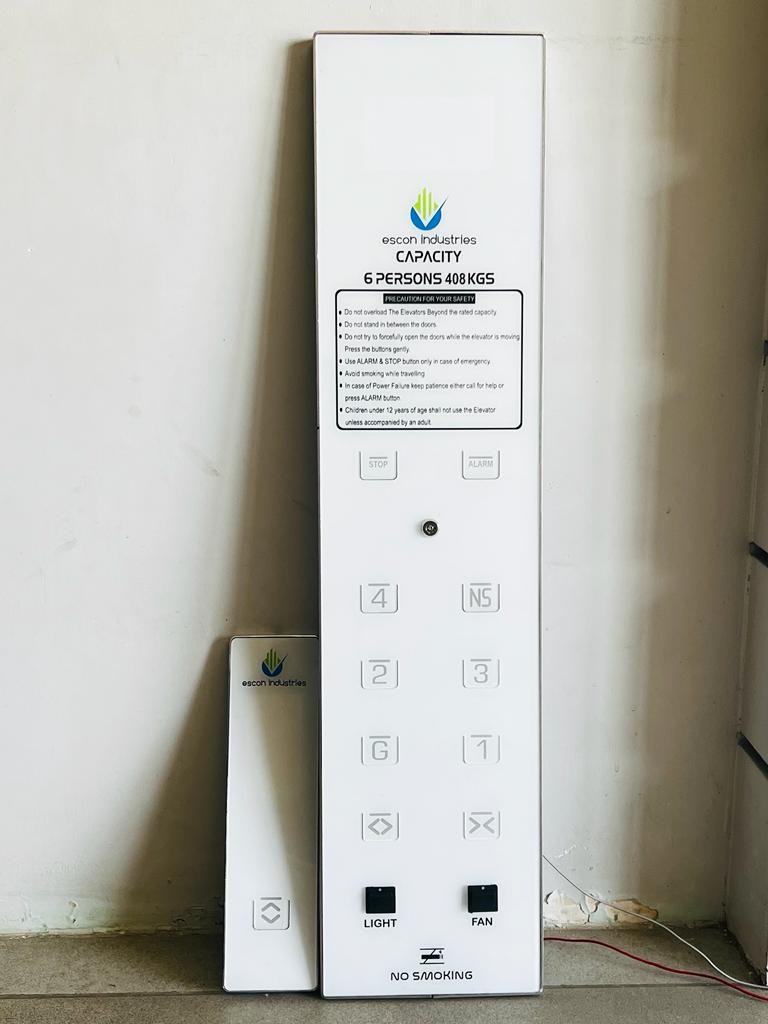 escon industries
CAPACITY
6 PERSONS 408 KGS
PRECAUTION FOR YOUR SAFETY
• Do not overload The Elevators Beyond the rated capacity.
• Do not stand in between the doors.
• Do not try to forcefully open the doors while the elevator is moving
Press the buttons gently.
• Use ALARM & STOP button only in case of emergency.
• Avoid smoking while travelling
• In case of Power Failure keep patience either call for help or
press ALARM button.
• Children under 12 years of age shall not use the Elevator
unless accompanied by an adult.
STOP ALARM
4 NS
2 3
G 1
<> ><
LIGHT FAN
NO SMOKING
escon industries